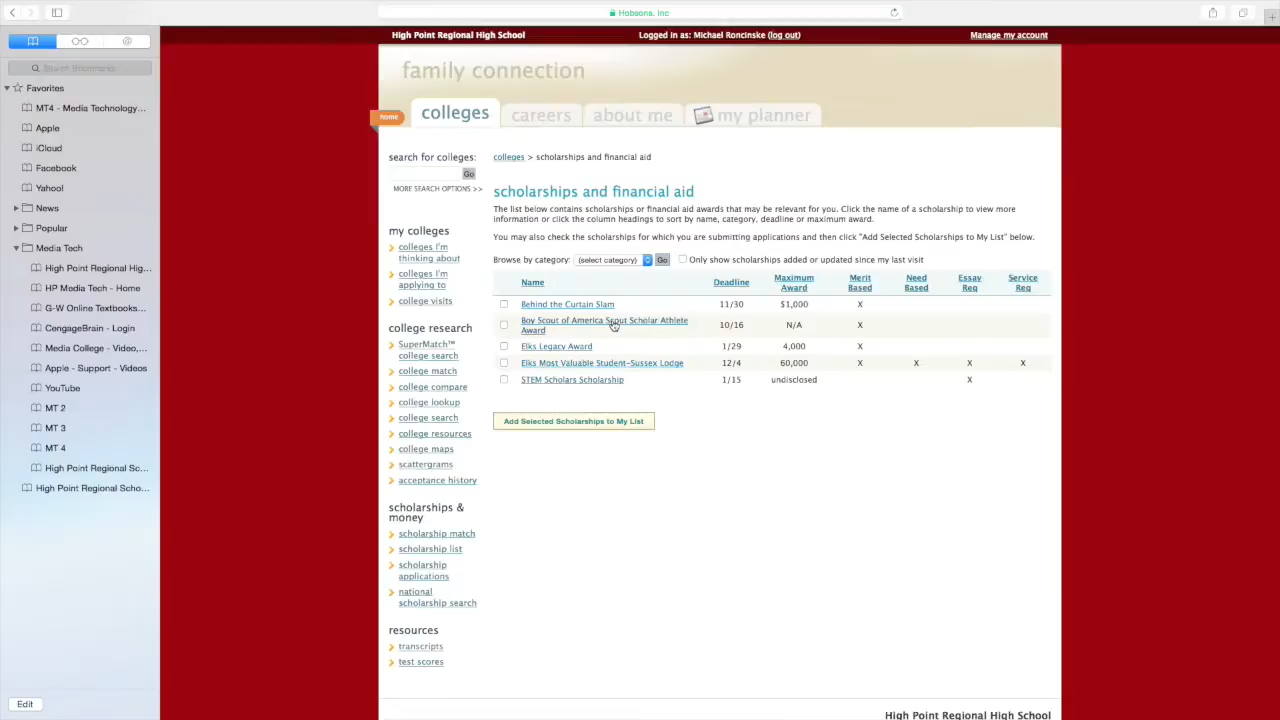 Hobsons, Inc
High Point Regional High School
Logged in as: Michael Roncinske (log out)
Manage my account
Search Bookmarks
Favorites
MT4 - Media Technology...
Apple
iCloud
Facebook
Yahoo!
News
Popular
Media Tech
High Point Regional Hig...
HP Media Tech - Home
G-W Online Textbooks...
CengageBrain - Login
Media College - Video,...
Apple - Support - Videos
YouTube
MT 2
MT 3
MT 4
High Point Regional Sc...
High Point Regional Scho...
Edit
family connection
home
colleges
careers
about me
my planner
search for colleges:
Go
MORE SEARCH OPTIONS >>
my colleges
colleges I'm
thinking about
colleges I'm
applying to
college visits
college research
SuperMatch™
college search
college match
college compare
college lookup
college search
college resources
college maps
scattergrams
acceptance history
scholarships &
money
scholarship match
scholarship list
scholarship
applications
national
scholarship search
resources
transcripts
test scores
colleges > scholarships and financial aid
scholarships and financial aid
The list below contains scholarships or financial aid awards that may be relevant for you. Click the name of a scholarship to view more
information or click the column headings to sort by name, category, deadline or maximum award.
You may also check the scholarships for which you are submitting applications and then click "Add Selected Scholarships to My List" below.
Browse by category: (select category) Go Only show scholarships added or updated since my last visit
Name Deadline Maximum Award Merit Based Need Based Essay Req Service Req
Behind the Curtain Slam 11/30 $1,000 X
Boy Scout of America Spout Scholar Athlete
Award 10/16 N/A X
Elks Legacy Award 1/29 4,000 X
Elks Most Valuable Student-Sussex Lodge 12/4 60,000 X X X X
STEM Scholars Scholarship 1/15 undisclosed X
Add Selected Scholarships to My List
High Point Regional High School